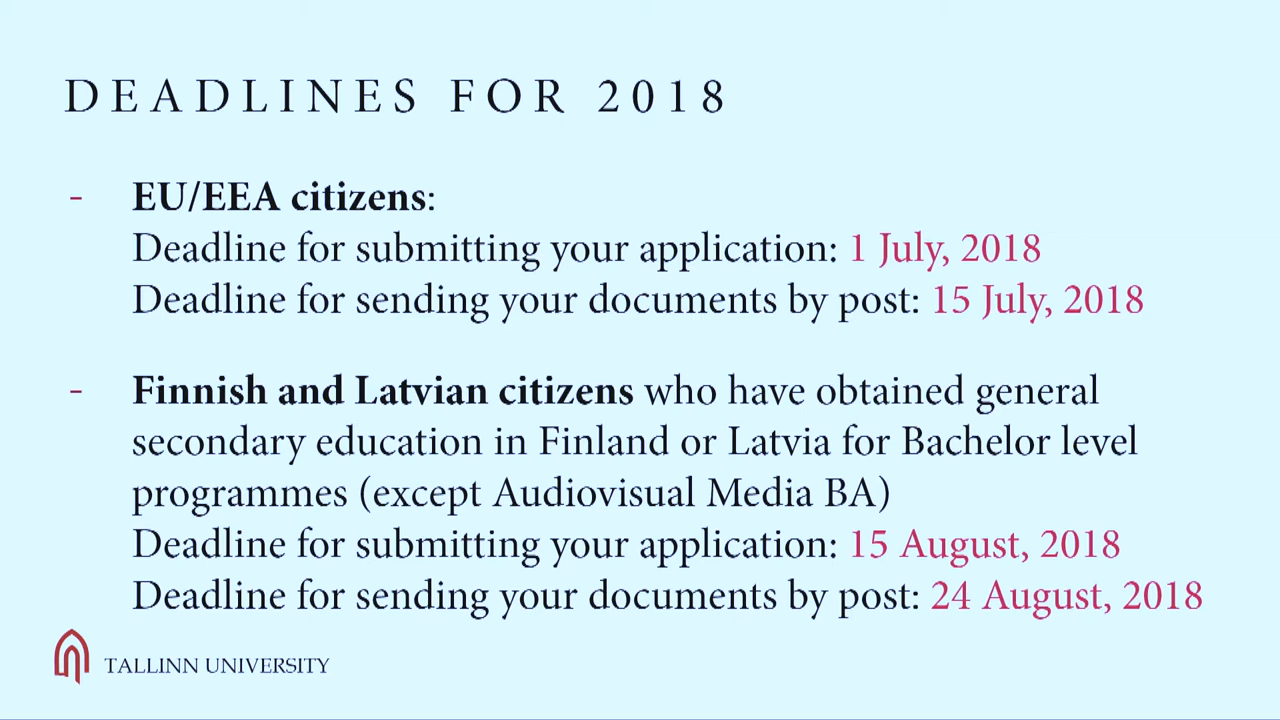 DEADLINES FOR 2018
- EU/EEA citizens:
Deadline for submitting your application: 1 July, 2018
Deadline for sending your documents by post: 15 July, 2018
- Finnish and Latvian citizens who have obtained general
secondary education in Finland or Latvia for Bachelor level
programmes (except Audiovisual Media BA)
Deadline for submitting your application: 15 August, 2018
Deadline for sending your documents by post: 24 August, 2018
TALLINN UNIVERSITY